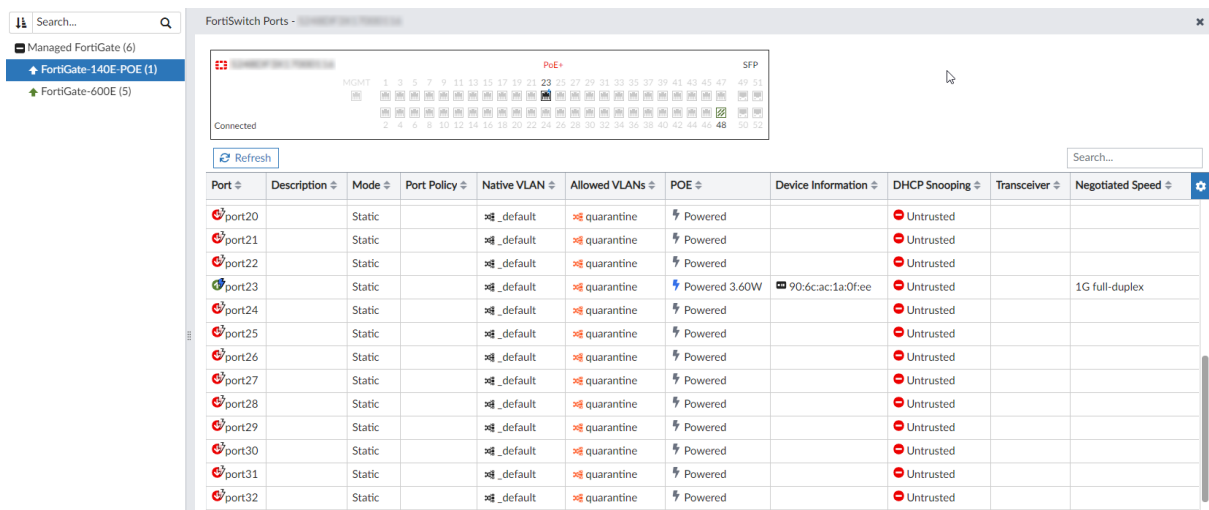 Search...
FortiSwitch Ports -
Managed FortiGate (6)
FortiGate-140E-POE (1)
FortiGate-600E (5)
PoE+ SFP
MGMT 1 3 5 7 9 11 13 15 17 19 21 23 25 27 29 31 33 35 37 39 41 43 45 47 49 51
Connected 2 4 6 8 10 12 14 16 18 20 22 24 26 28 30 32 34 36 38 40 42 44 46 48 50 52
Refresh Search...
Port Description Mode Port Policy Native VLAN Allowed VLANs POE Device Information DHCP Snooping Transceiver Negotiated Speed
port20 Static _default quarantine Powered Untrusted
port21 Static _default quarantine Powered Untrusted
port22 Static _default quarantine Powered Untrusted
port23 Static _default quarantine Powered 3.60W 90:6c:ac:1a:0f:ee Untrusted 1G full-duplex
port24 Static _default quarantine Powered Untrusted
port25 Static _default quarantine Powered Untrusted
port26 Static _default quarantine Powered Untrusted
port27 Static _default quarantine Powered Untrusted
port28 Static _default quarantine Powered Untrusted
port29 Static _default quarantine Powered Untrusted
port30 Static _default quarantine Powered Untrusted
port31 Static _default quarantine Powered Untrusted
port32 Static _default quarantine Powered Untrusted